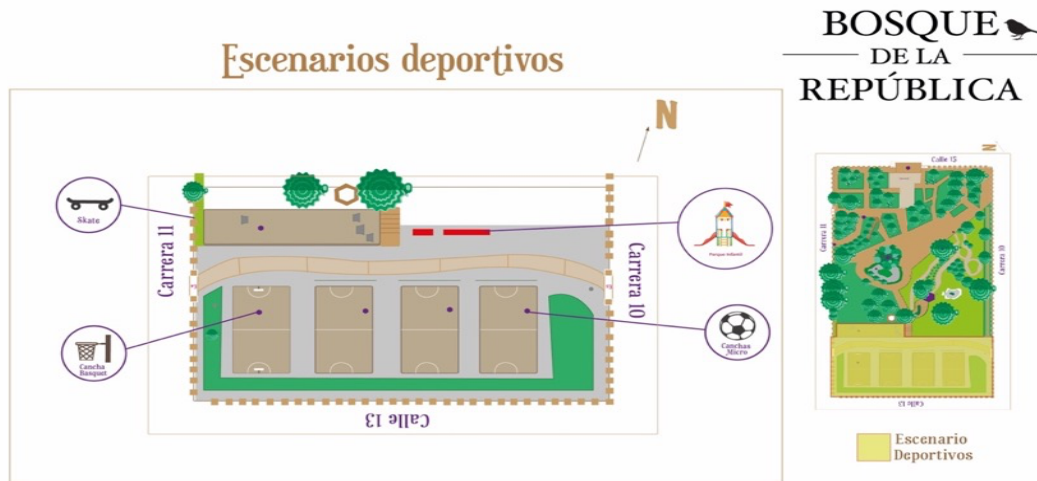 Escenarios deportivos
BOSQUE
DE LA
REPÚBLICA
N
Skate
Parque Infantil
Carrera 11
Carrera 10
Cancha
Basquet
Canchas
Micro
Calle 13
N
Calle 15
Carrera 11
Carrera 10
Calle 13
Escenario
Deportivos